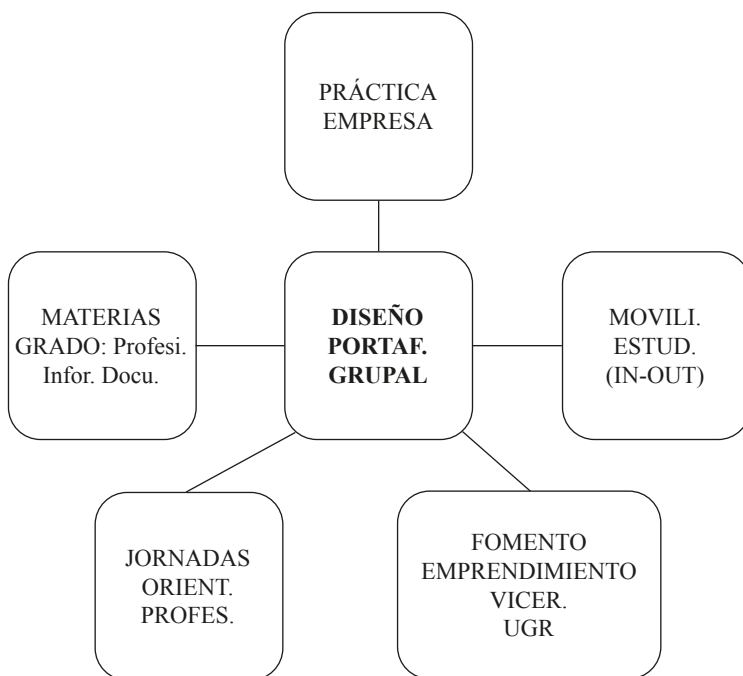 PRÁCTICA
EMPRESA
MATERIAS
GRADO: Profesi.
Infor. Docu.
DISEÑO
PORTAF.
GRUPAL
MOVILI.
ESTUD.
(IN-OUT)
JORNADAS
ORIENT.
PROFES.
FOMENTO
EMPRENDIMIENTO
VICER.
UGR